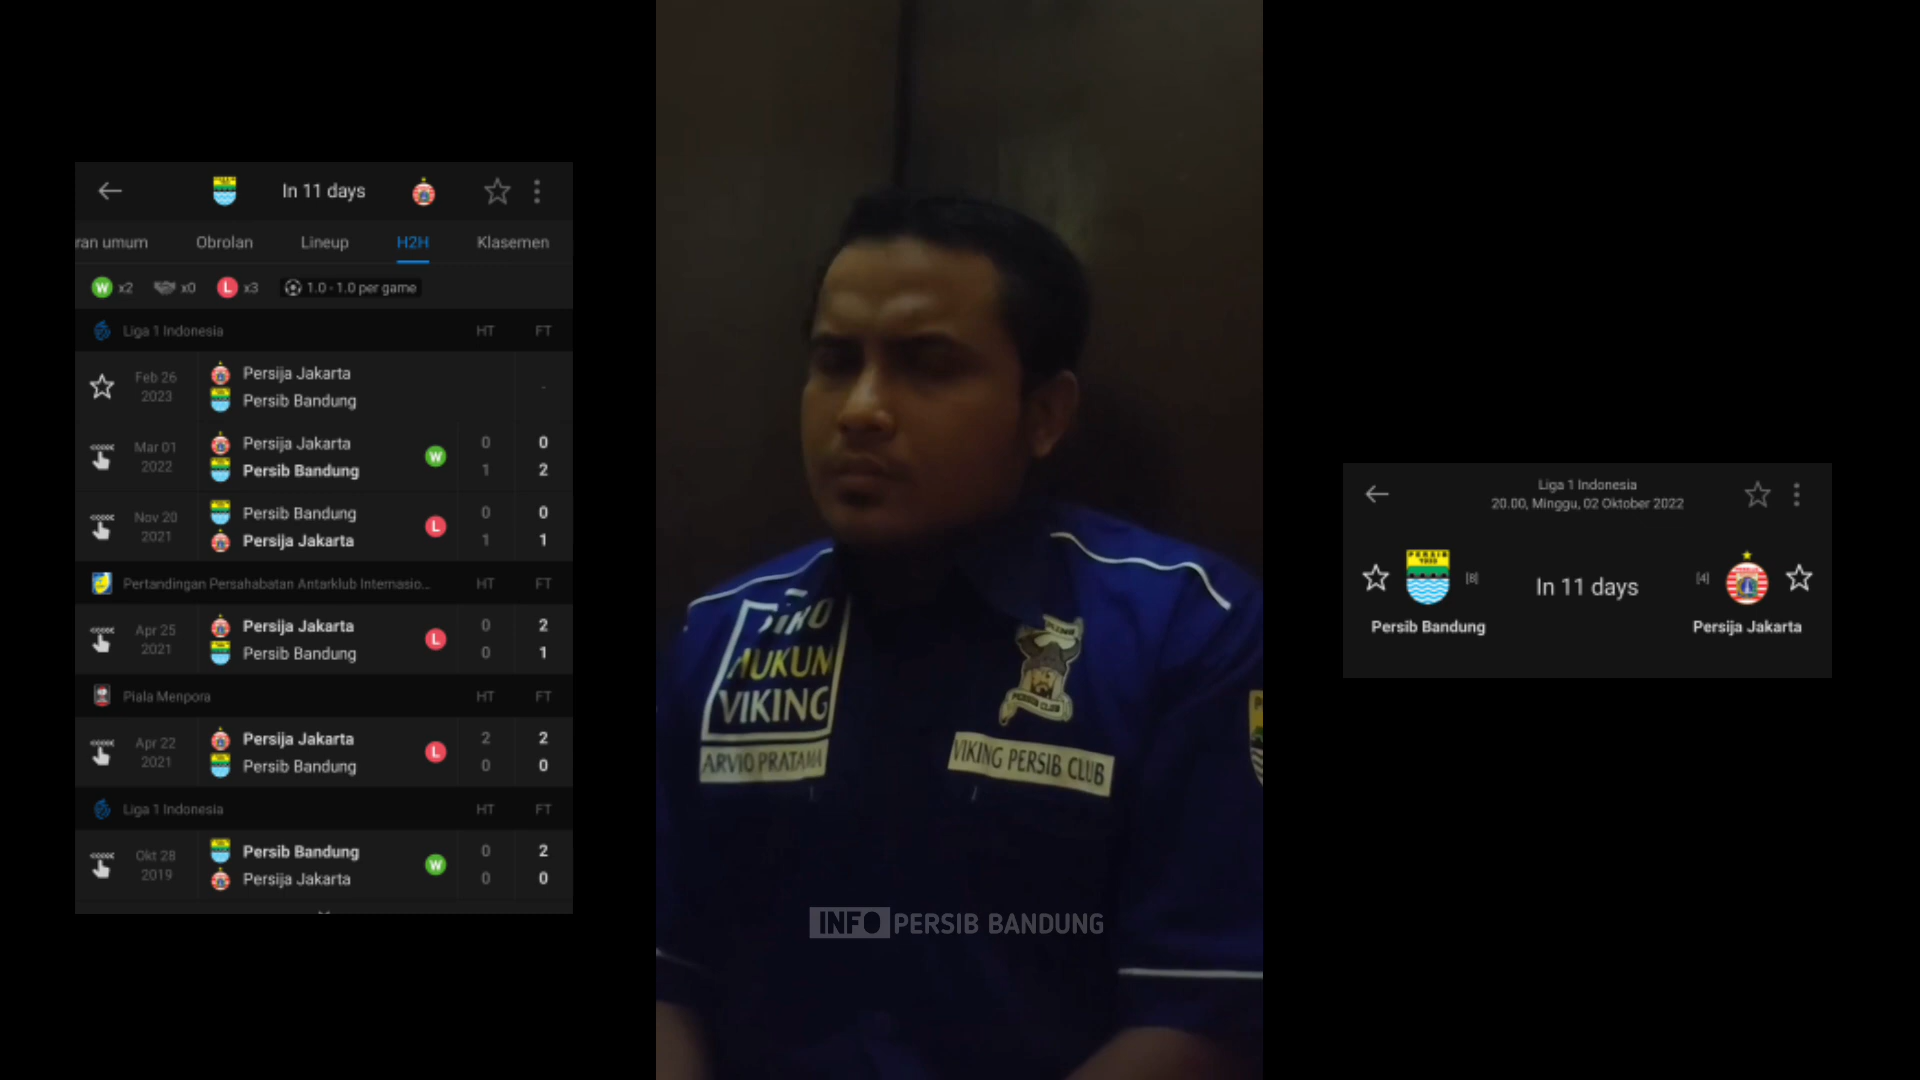 In 11 days
ran umum Obrolan Lineup H2H Klasemen
W x2 x0 L x3 1.0 - 1.0 per game
Liga 1 Indonesia HT FT
Feb 26 2023
Persija Jakarta
Persib Bandung
-
Mar 01 2022
Persija Jakarta 0 0
Persib Bandung 1 2
W
Nov 20 2021
Persib Bandung 0 0
Persija Jakarta 1 1
L
Pertandingan Persahabatan Antarklub Internasio... HT FT
Apr 25 2021
Persija Jakarta 0 2
Persib Bandung 0 1
L
Piala Menpora HT FT
Apr 22 2021
Persija Jakarta 2 2
Persib Bandung 0 0
L
Liga 1 Indonesia HT FT
Okt 28 2019
Persib Bandung 0 2
Persija Jakarta 0 0
W
HUKUM
VIKING
ARVIO PRATAMA
PERSIB CLUB
VIKING PERSIB CLUB
INFO PERSIB BANDUNG
Liga 1 Indonesia
20.00, Minggu, 02 Oktober 2022
PERSIB
1933
[8] In 11 days [4]
Persib Bandung Persija Jakarta